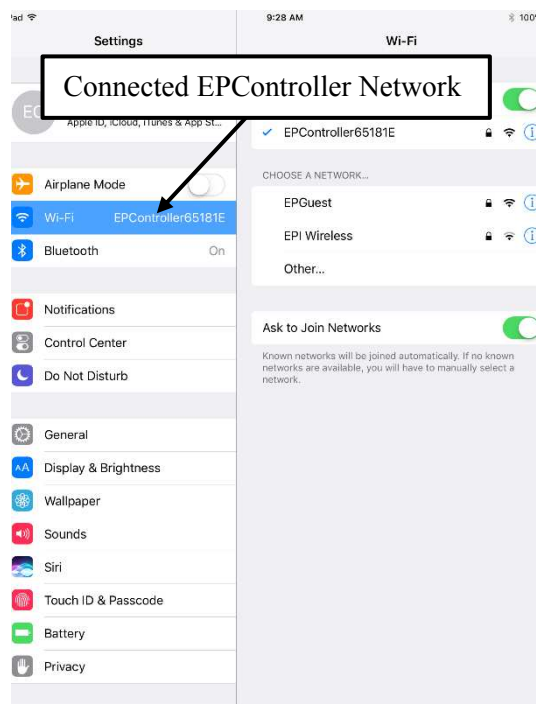 9:28 AM
100%
Settings
Wi-Fi
Connected EPController Network
Apple ID, iCloud, iTunes & App St...
EPController65181E
CHOOSE A NETWORK...
EPGuest
EPI Wireless
Other...
Ask to Join Networks
Known networks will be joined automatically. If no known
networks are available, you will have to manually select a
network.
Airplane Mode
Wi-Fi EPController65181E
Bluetooth On
Notifications
Control Center
Do Not Disturb
General
AA Display & Brightness
Wallpaper
Sounds
Siri
Touch ID & Passcode
Battery
Privacy